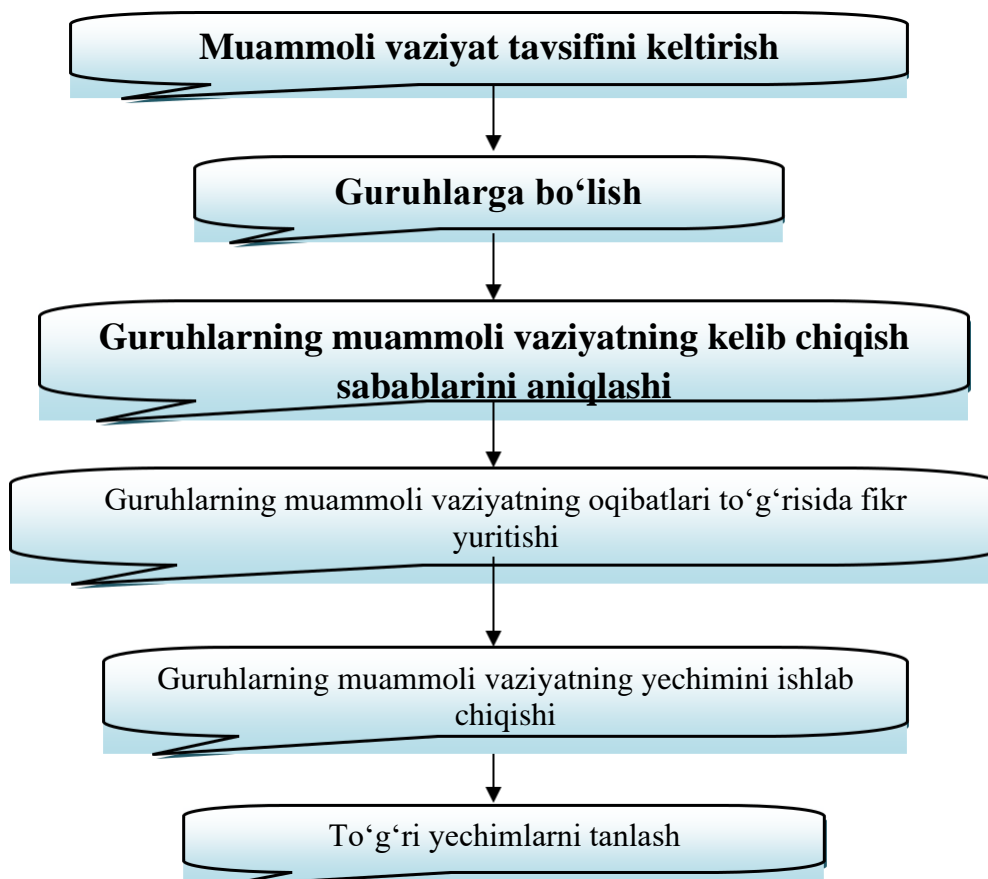 Muammoli vaziyat tavsifini keltirish
Guruhlarga bo‘lish
Guruhlarning muammoli vaziyatning kelib chiqish
sabablarini aniqlashi
Guruhlarning muammoli vaziyatning oqibatlari to‘g‘risida fikr
yuritishi
Guruhlarning muammoli vaziyatning yechimini ishlab
chiqishi
To‘g‘ri yechimlarni tanlash